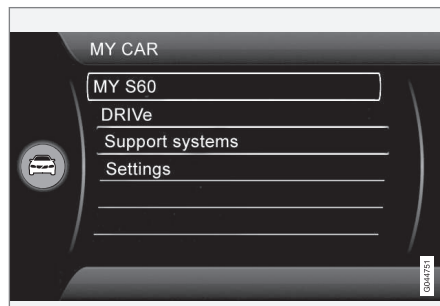 MY CAR
MY S60
DRIVe
Support systems
Settings
G044751